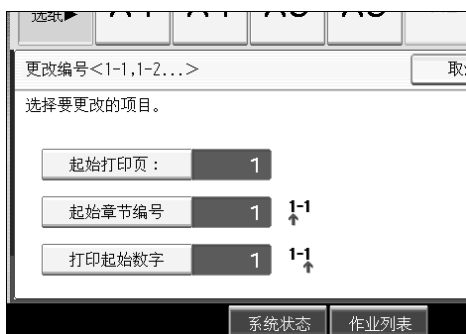 选纸▶
更改编号<1-1,1-2...>
选择要更改的项目。
起始打印页： 1
起始章节编号 1 1-1
打印起始数字 1 1-1
系统状态 作业列表